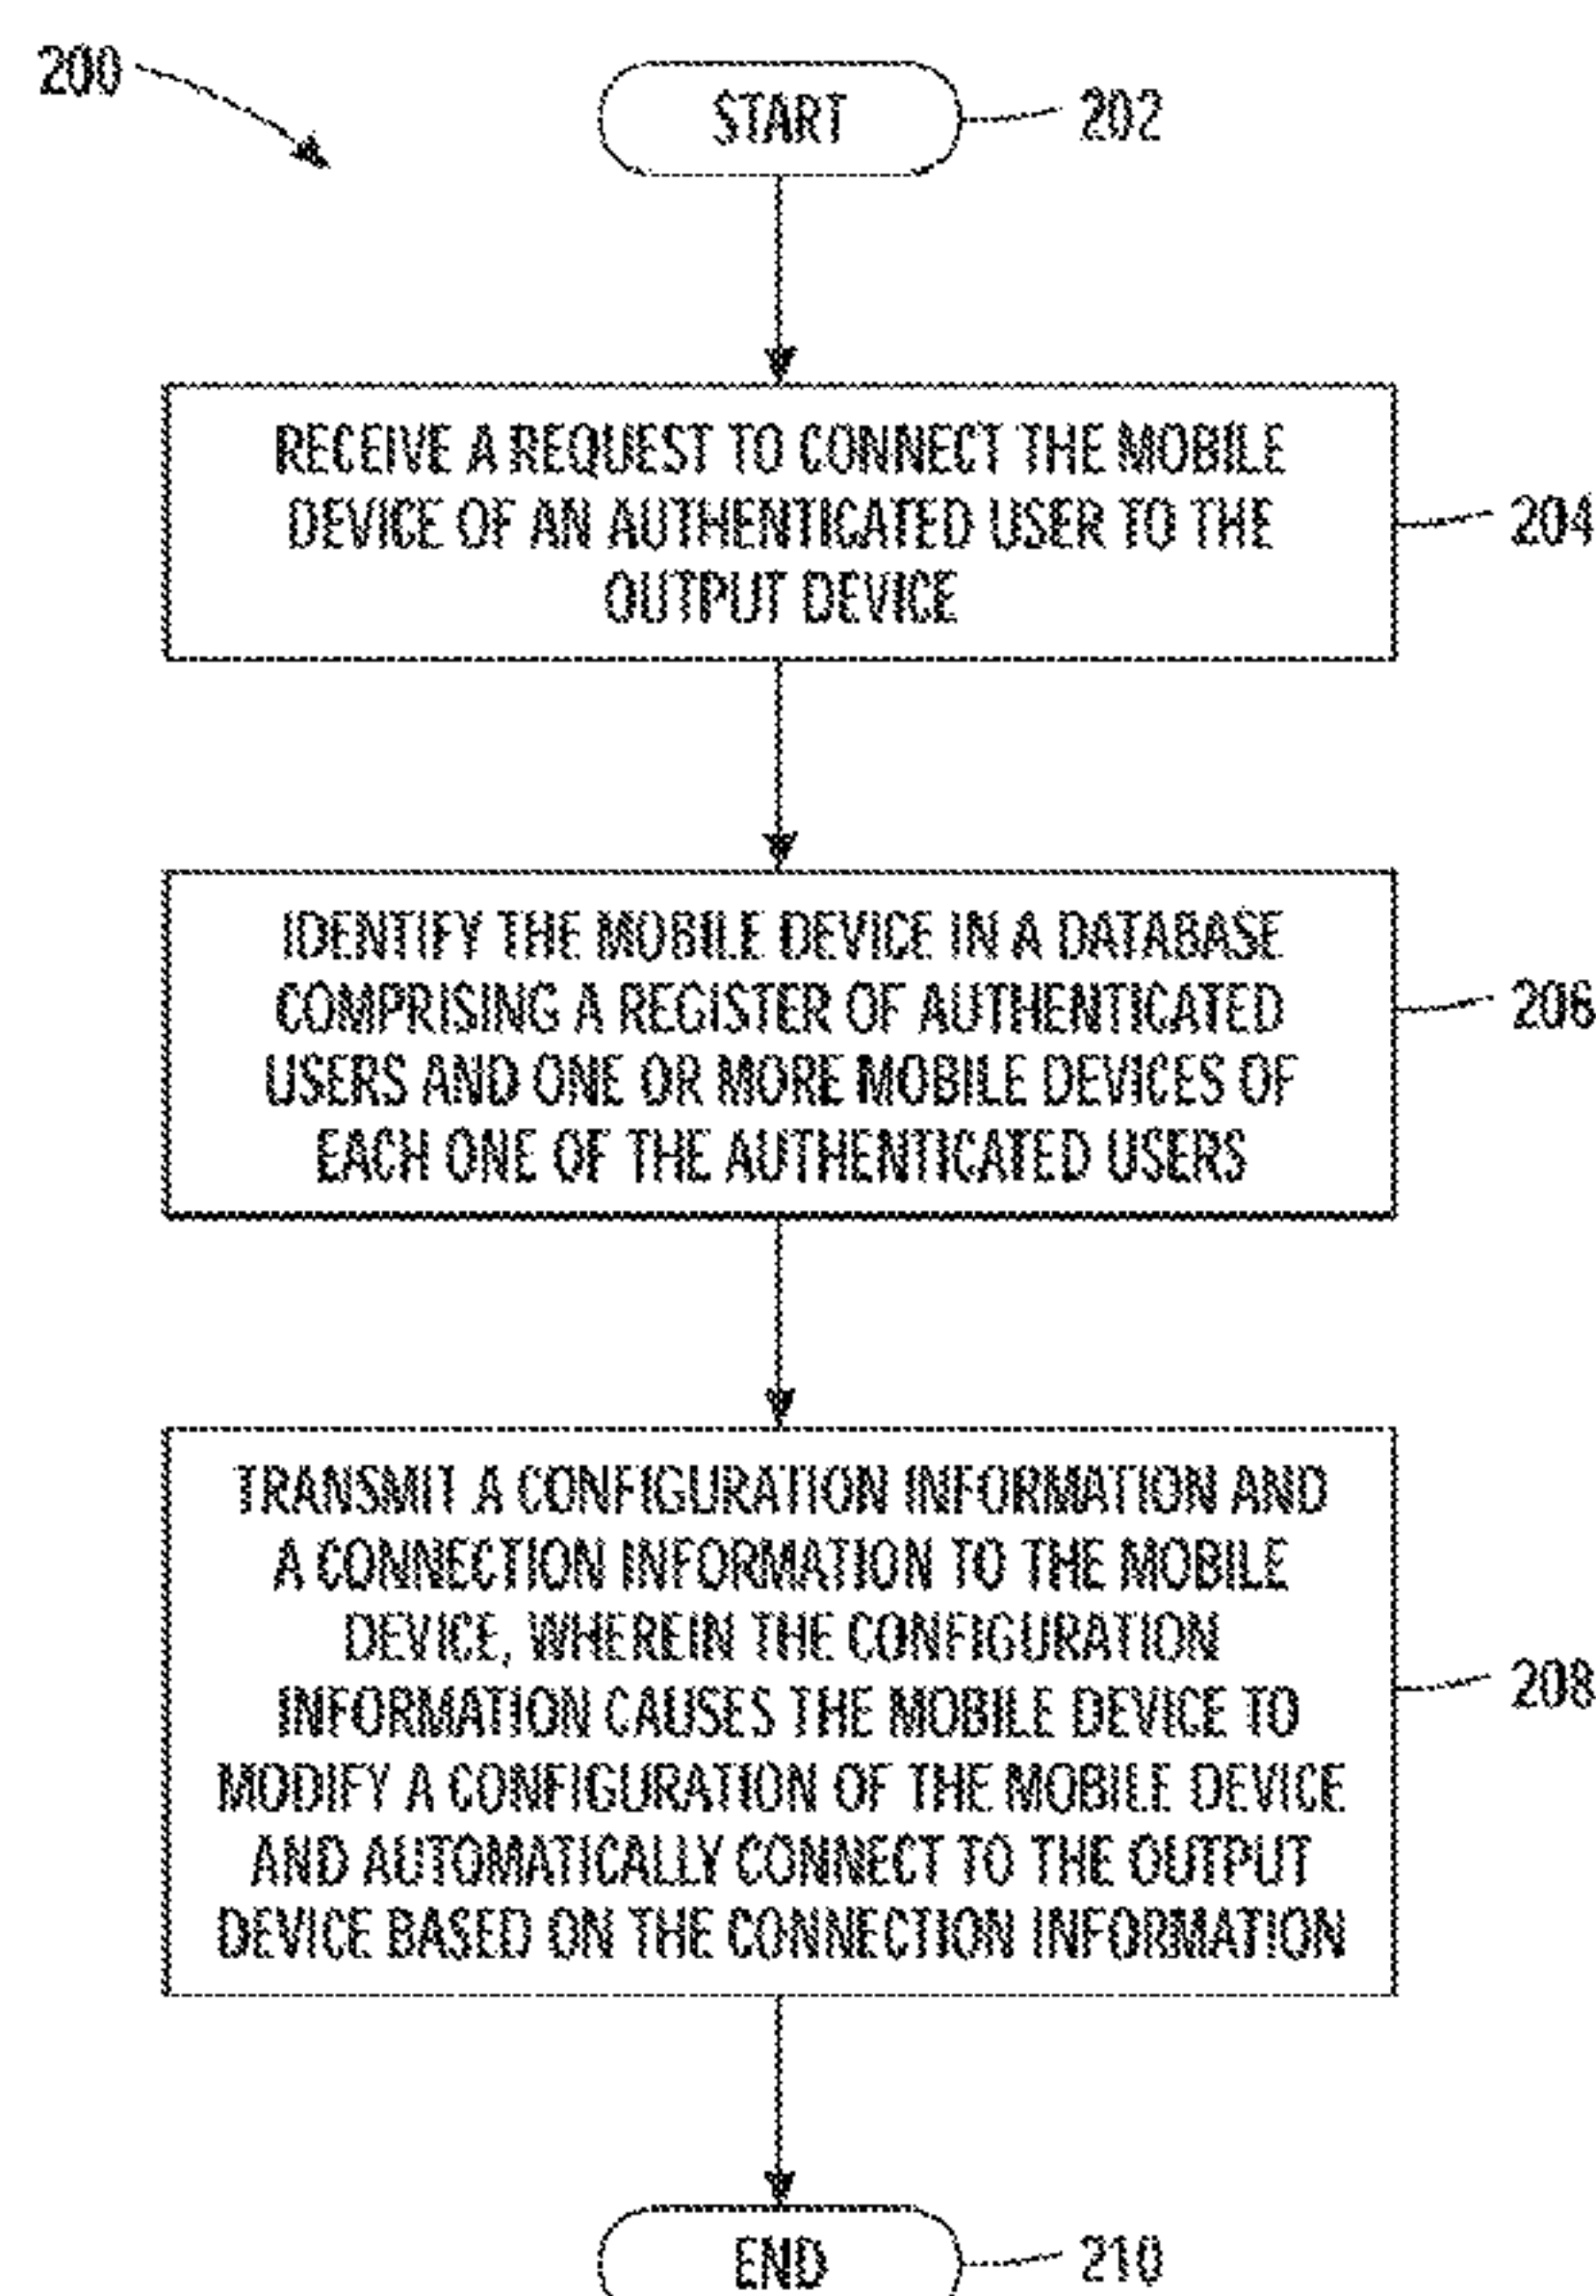 200
START
202
RECEIVE A REQUEST TO CONNECT THE MOBILE
DEVICE OF AN AUTHENTICATED USER TO THE
OUTPUT DEVICE
204
IDENTIFY THE MOBILE DEVICE IN A DATABASE
COMPRISING A REGISTER OF AUTHENTICATED
USERS AND ONE OR MORE MOBILE DEVICES OF
EACH ONE OF THE AUTHENTICATED USERS
206
TRANSMIT A CONFIGURATION INFORMATION AND
A CONNECTION INFORMATION TO THE MOBILE
DEVICE, WHEREIN THE CONFIGURATION
INFORMATION CAUSES THE MOBILE DEVICE TO
MODIFY A CONFIGURATION OF THE MOBILE DEVICE
AND AUTOMATICALLY CONNECT TO THE OUTPUT
DEVICE BASED ON THE CONNECTION INFORMATION
208
END
210